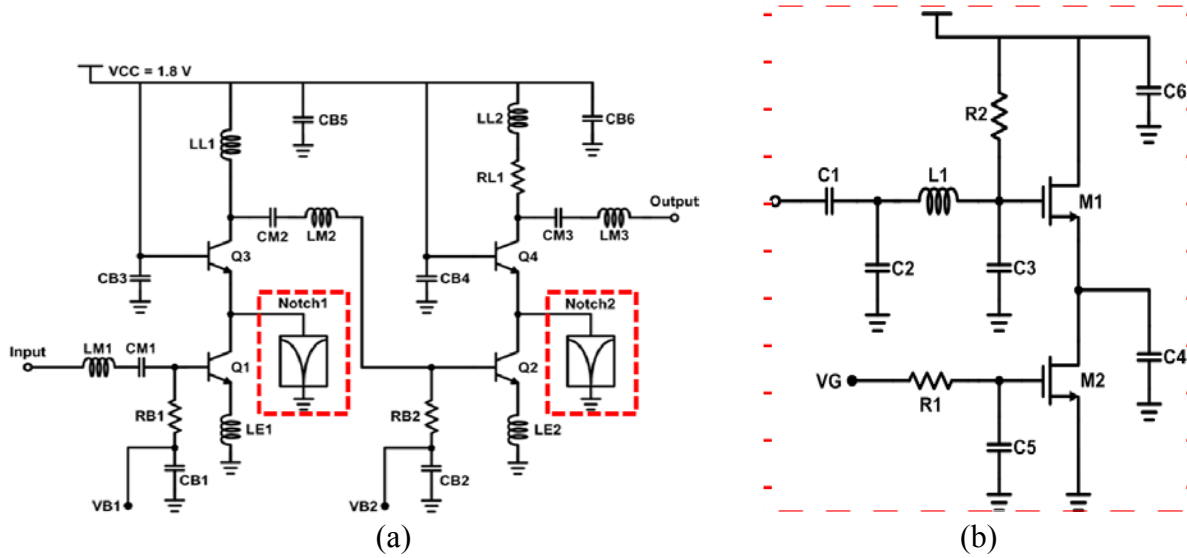 VCC = 1.8 V
LL1
CB5
LL2
CB6
RL1
Output
CM2
LM2
CM3
LM3
Q3
Q4
CB3
CB4
Notch1
Notch2
Input
LM1
CM1
Q1
Q2
RB1
LE1
RB2
LE2
CB1
CB2
VB1
VB2
(a)
C6
R2
C1
L1
M1
C2
C3
C4
VG
R1
M2
C5
(b)